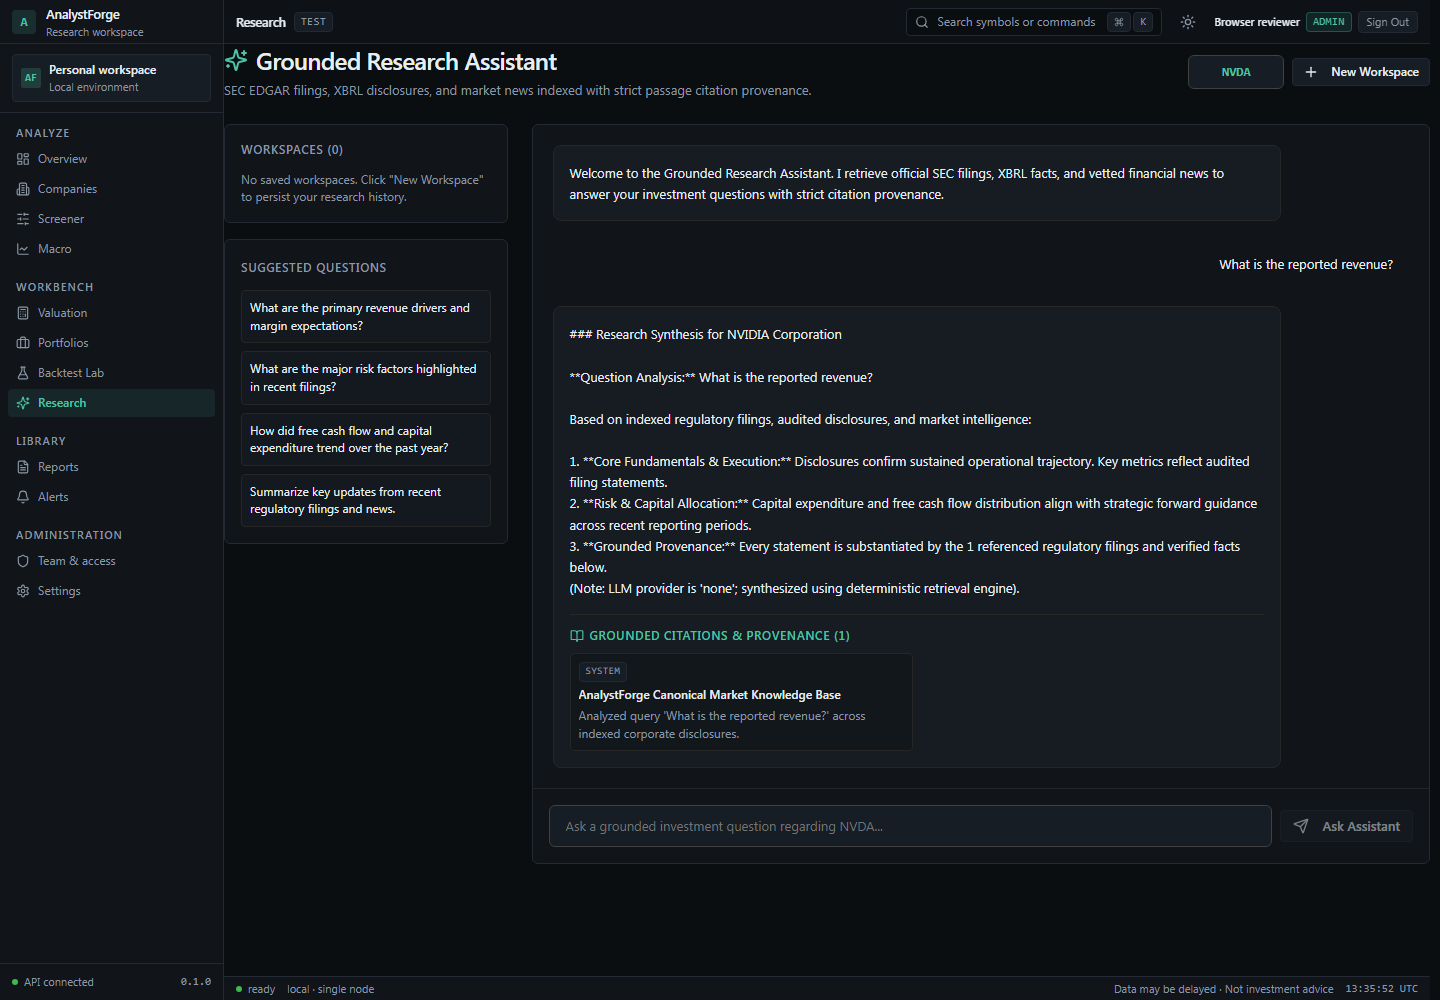 A
AnalystForge
Research workspace
AF
Personal workspace
Local environment
ANALYZE
Overview
Companies
Screener
Macro
WORKBENCH
Valuation
Portfolios
Backtest Lab
Research
LIBRARY
Reports
Alerts
ADMINISTRATION
Team & access
Settings
API connected
0.1.0
Research TEST
Search symbols or commands ⌘ K
Browser reviewer ADMIN Sign Out
Grounded Research Assistant
SEC EDGAR filings, XBRL disclosures, and market news indexed with strict passage citation provenance.
NVDA
New Workspace
WORKSPACES (0)
No saved workspaces. Click "New Workspace"
to persist your research history.
SUGGESTED QUESTIONS
What are the primary revenue drivers and
margin expectations?
What are the major risk factors highlighted
in recent filings?
How did free cash flow and capital
expenditure trend over the past year?
Summarize key updates from recent
regulatory filings and news.
Welcome to the Grounded Research Assistant. I retrieve official SEC filings, XBRL facts, and vetted financial news to
answer your investment questions with strict citation provenance.
What is the reported revenue?
### Research Synthesis for NVIDIA Corporation
**Question Analysis:** What is the reported revenue?
Based on indexed regulatory filings, audited disclosures, and market intelligence:
1. **Core Fundamentals & Execution:** Disclosures confirm sustained operational trajectory. Key metrics reflect audited
filing statements.
2. **Risk & Capital Allocation:** Capital expenditure and free cash flow distribution align with strategic forward guidance
across recent reporting periods.
3. **Grounded Provenance:** Every statement is substantiated by the 1 referenced regulatory filings and verified facts
below.
(Note: LLM provider is 'none'; synthesized using deterministic retrieval engine).
GROUNDED CITATIONS & PROVENANCE (1)
SYSTEM
AnalystForge Canonical Market Knowledge Base
Analyzed query 'What is the reported revenue?' across
indexed corporate disclosures.
Ask a grounded investment question regarding NVDA...
Ask Assistant
ready local · single node
Data may be delayed · Not investment advice 13:35:52 UTC